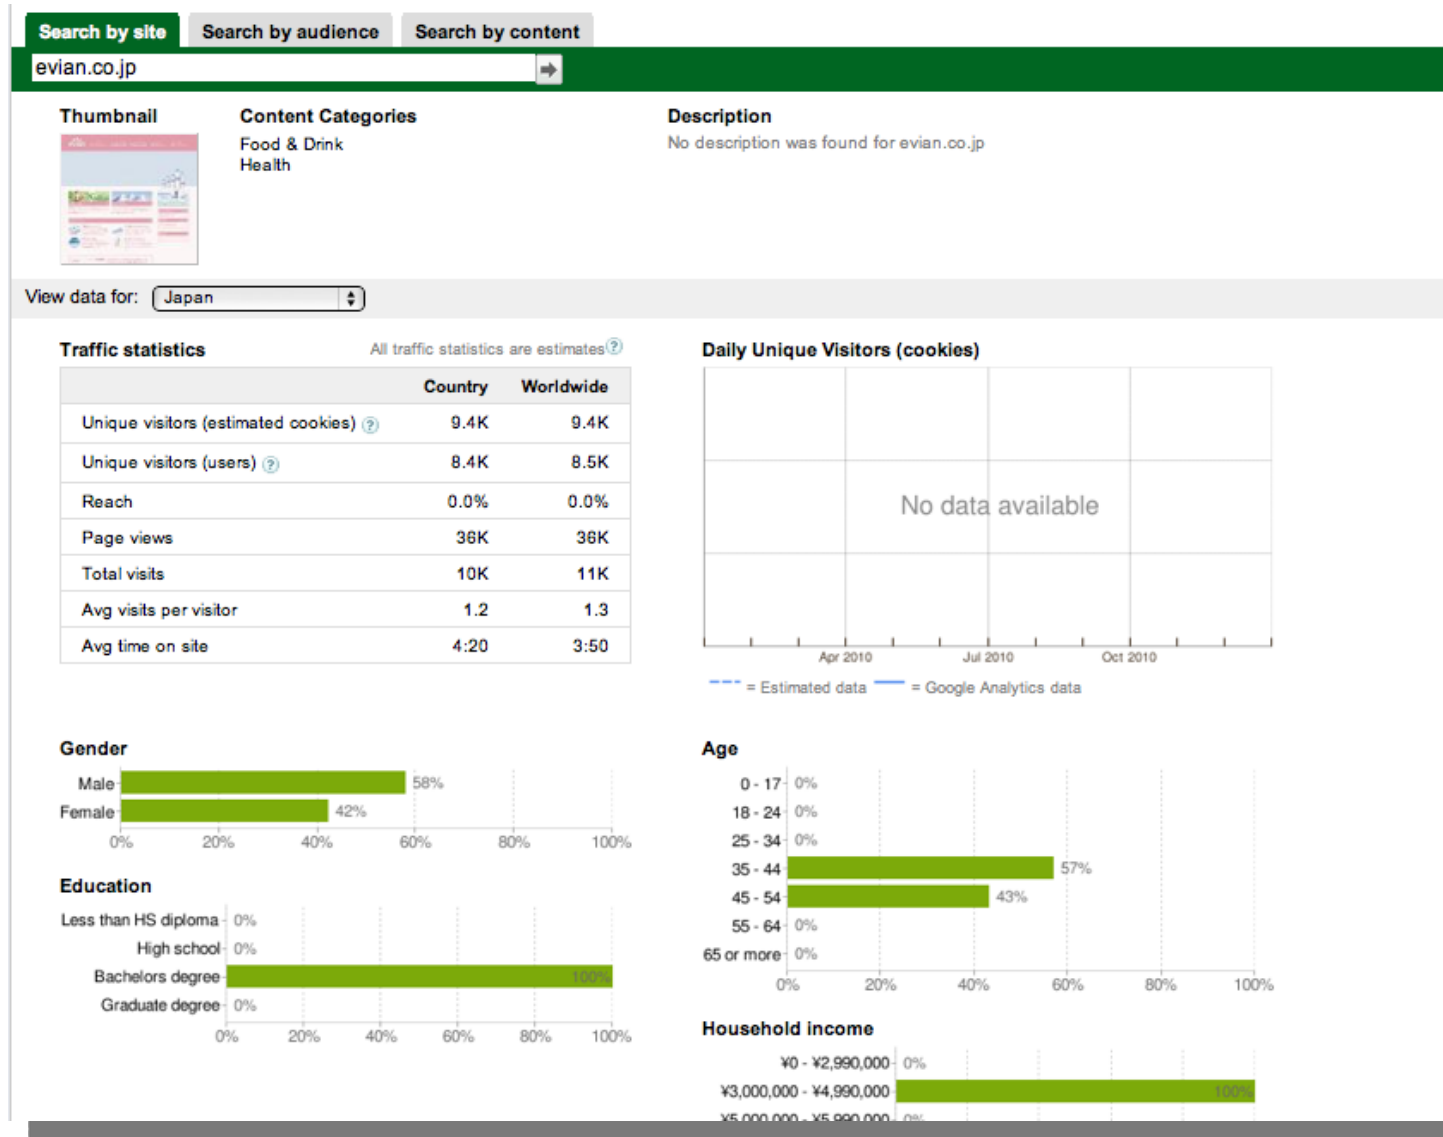 Search by site Search by audience Search by content
evian.co.jp
Thumbnail Content Categories Description
Food & Drink No description was found for evian.co.jp
Health
View data for: Japan
Traffic statistics All traffic statistics are estimates ?
Country Worldwide
Unique visitors (estimated cookies) ? 9.4K 9.4K
Unique visitors (users) ? 8.4K 8.5K
Reach 0.0% 0.0%
Page views 36K 36K
Total visits 10K 11K
Avg visits per visitor 1.2 1.3
Avg time on site 4:20 3:50
Daily Unique Visitors (cookies)
No data available
Apr 2010 Jul 2010 Oct 2010
= Estimated data = Google Analytics data
Gender
Male 58%
Female 42%
0% 20% 40% 60% 80% 100%
Education
Less than HS diploma 0%
High school 0%
Bachelors degree 100%
Graduate degree 0%
0% 20% 40% 60% 80% 100%
Age
0 - 17 0%
18 - 24 0%
25 - 34 0%
35 - 44 57%
45 - 54 43%
55 - 64 0%
65 or more 0%
0% 20% 40% 60% 80% 100%
Household income
¥0 - ¥2,990,000 0%
¥3,000,000 - ¥4,990,000 100%
¥5,000,000 - ¥5,990,000 0%